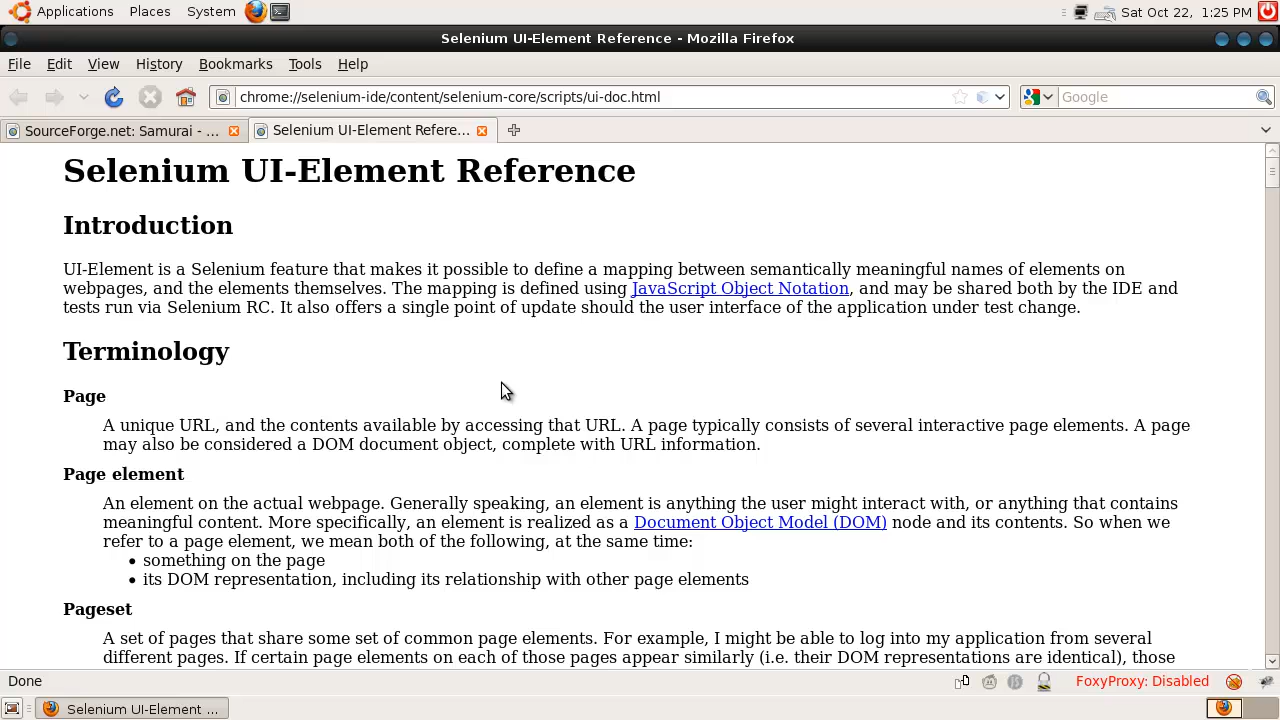 Applications Places System Sat Oct 22, 1:25 PM
Selenium UI-Element Reference - Mozilla Firefox
File Edit View History Bookmarks Tools Help
chrome://selenium-ide/content/selenium-core/scripts/ui-doc.html Google
SourceForge.net: Samurai - ... Selenium UI-Element Refere...
Selenium UI-Element Reference
Introduction
UI-Element is a Selenium feature that makes it possible to define a mapping between semantically meaningful names of elements on
webpages, and the elements themselves. The mapping is defined using JavaScript Object Notation, and may be shared both by the IDE and
tests run via Selenium RC. It also offers a single point of update should the user interface of the application under test change.
Terminology
Page
A unique URL, and the contents available by accessing that URL. A page typically consists of several interactive page elements. A page
may also be considered a DOM document object, complete with URL information.
Page element
An element on the actual webpage. Generally speaking, an element is anything the user might interact with, or anything that contains
meaningful content. More specifically, an element is realized as a Document Object Model (DOM) node and its contents. So when we
refer to a page element, we mean both of the following, at the same time:
• something on the page
• its DOM representation, including its relationship with other page elements
Pageset
A set of pages that share some set of common page elements. For example, I might be able to log into my application from several
different pages. If certain page elements on each of those pages appear similarly (i.e. their DOM representations are identical), those
Done FoxyProxy: Disabled
Selenium UI-Element ...